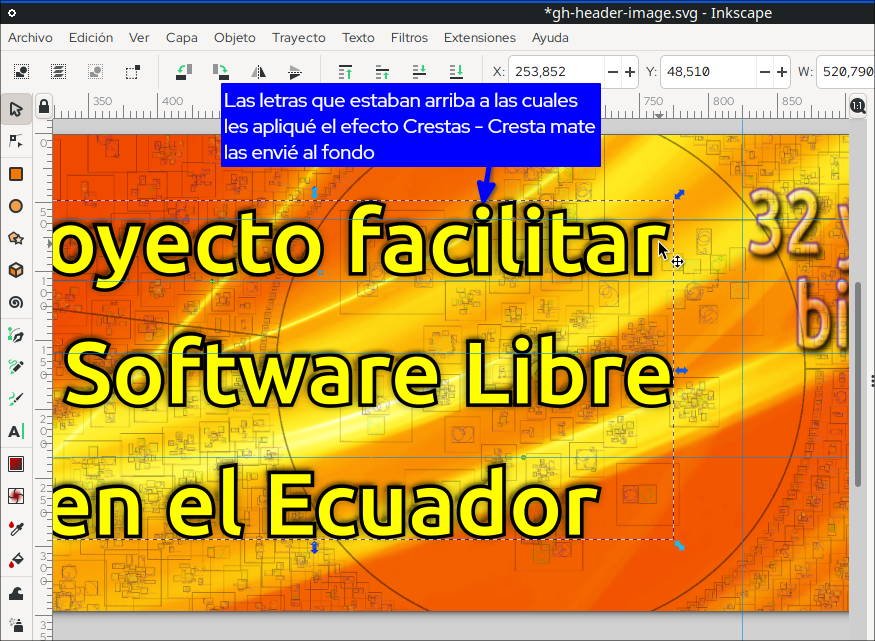 *gh-header-image.svg - Inkscape
Archivo Edición Ver Capa Objeto Trayecto Texto Filtros Extensiones Ayuda
X: 253,852 Y: 48,510 W: 520,790
350 400 750 800 850
Las letras que estaban arriba a las cuales
les apliqué el efecto Crestas - Cresta mate
las envié al fondo
oyecto facilitar
32
Software Libre
bi
en el Ecuador